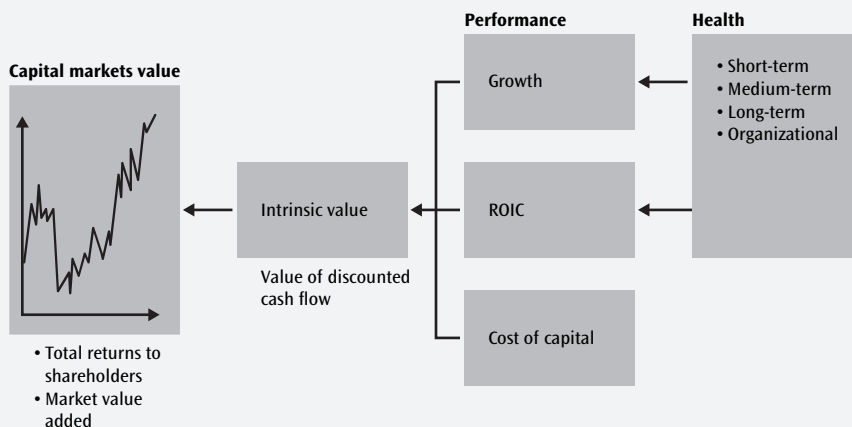 Performance
Health
Capital markets value
Growth
• Short-term
• Medium-term
• Long-term
• Organizational
Intrinsic value
ROIC
Value of discounted
cash flow
Cost of capital
• Total returns to
shareholders
• Market value
added